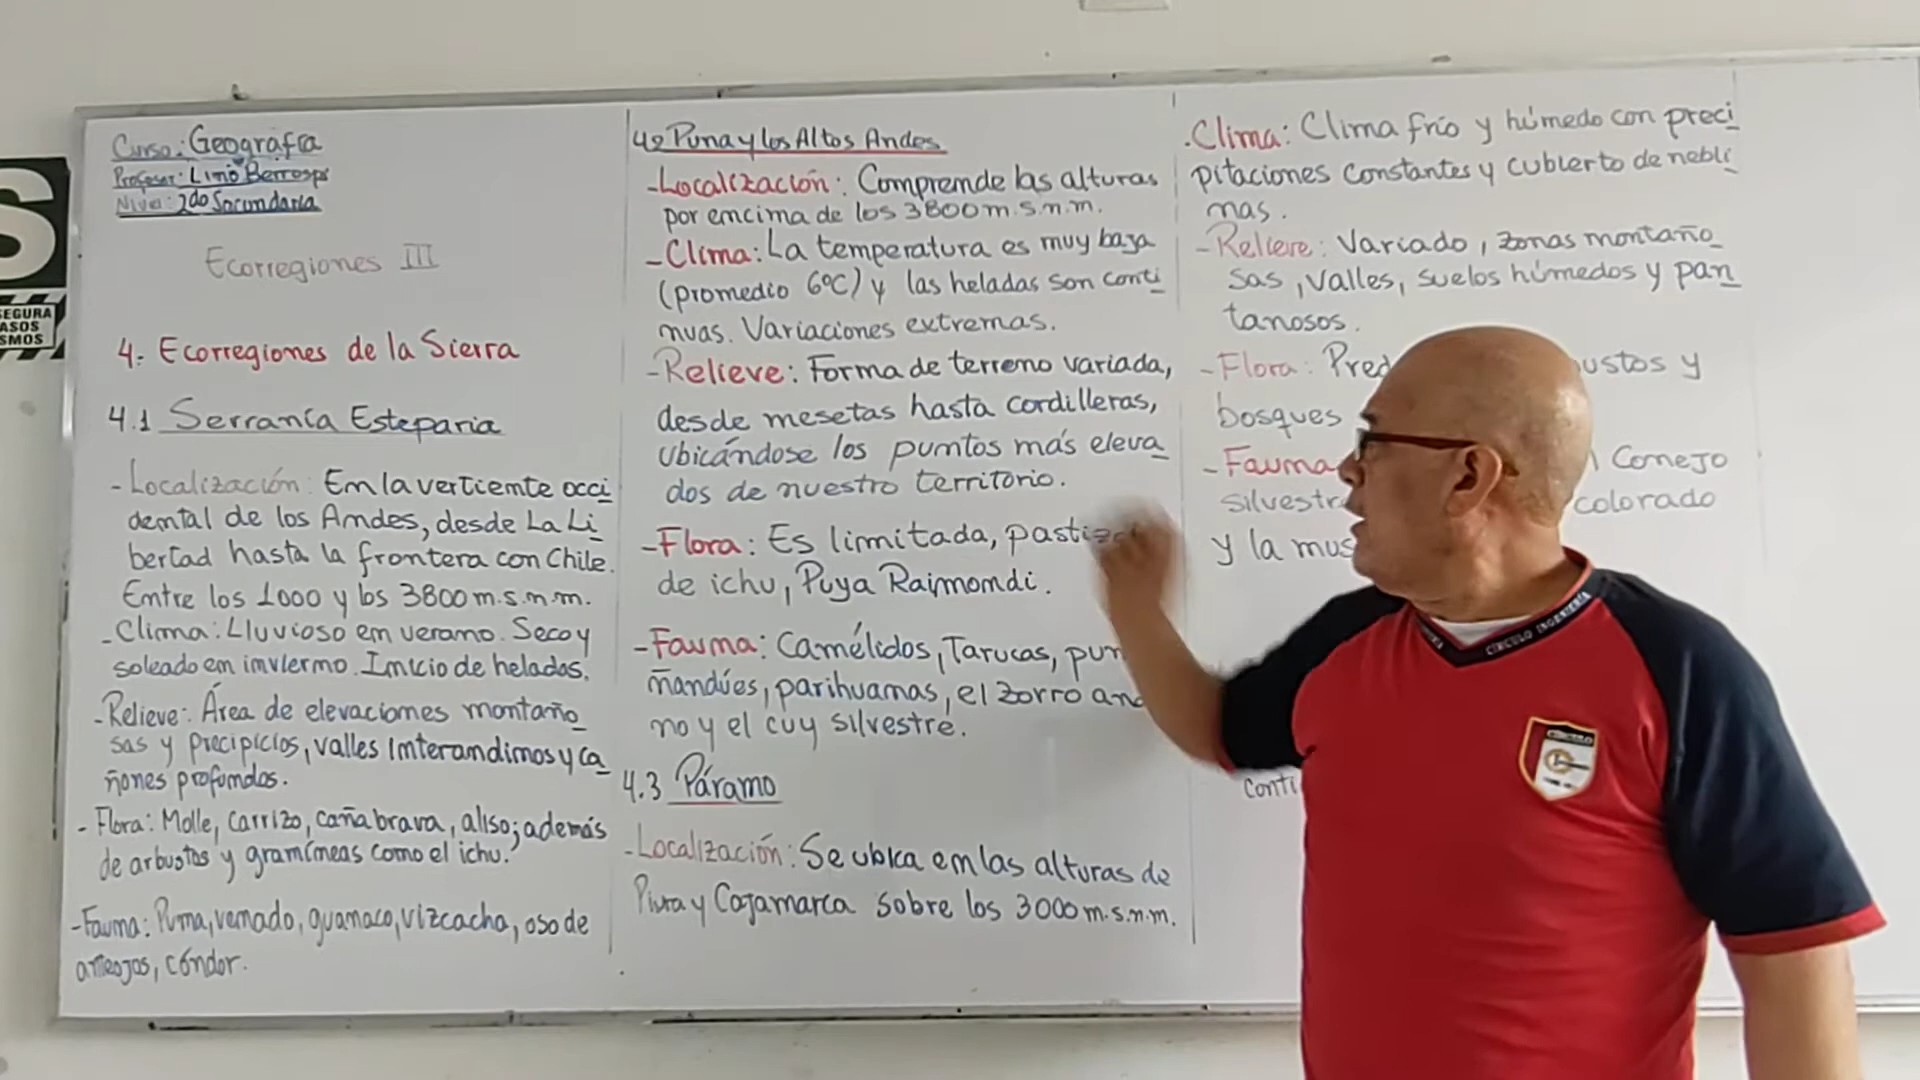 Curso: Geografía
Profesor: Lino Berrospi
Nivel: 2do Secundaria
Ecorregiones III
4. Ecorregiones de la Sierra
4.1 Serranía Esteparia
- Localización: En la vertiente occi
dental de los Andes, desde La Li
bertad hasta la frontera con Chile.
Entre los 1000 y los 3800 m.s.n.m.
- Clima: Lluvioso en verano. Seco y
soleado en invierno. Inicio de heladas.
- Relieve: Área de elevaciones montaño
sas y precipicios, valles interandinos y ca
ñones profundos.
- Flora: Molle, carrizo, caña brava, aliso; además
de arbustos y gramíneas como el ichu.
- Fauna: Puma, venado, guanaco, vizcacha, oso de
anteojos, cóndor.
4.2 Puna y los Altos Andes
- Localización: Comprende las alturas
por encima de los 3800 m.s.n.m.
- Clima: La temperatura es muy baja
(promedio 6°C) y las heladas son conti
nuas. Variaciones extremas.
- Relieve: Forma de terreno variada,
desde mesetas hasta cordilleras,
ubicándose los puntos más eleva
dos de nuestro territorio.
- Flora: Es limitada,
de ichu, Puya Raimondi.
- Fauna: Camélidos, Tarucas,
ñandúes, parihuanas, el zorro
no y el cuy silvestre.
4.3 Páramo
- Localización: Se ubica en las alturas de
Piura y Cajamarca sobre los 3000 m.s.n.m.
. Clima: Clima frío y húmedo con preci
pitaciones constantes y cubierto de nebli
nas.
- Relieve: Variado, zonas montaño
sas, valles, suelos húmedos y pan
tanosos.
- Flora: y
bosques
- Fauna Conejo
colorado
y la
SEGURA
CÍRCULO INGENIERÍA
CÍRCULO